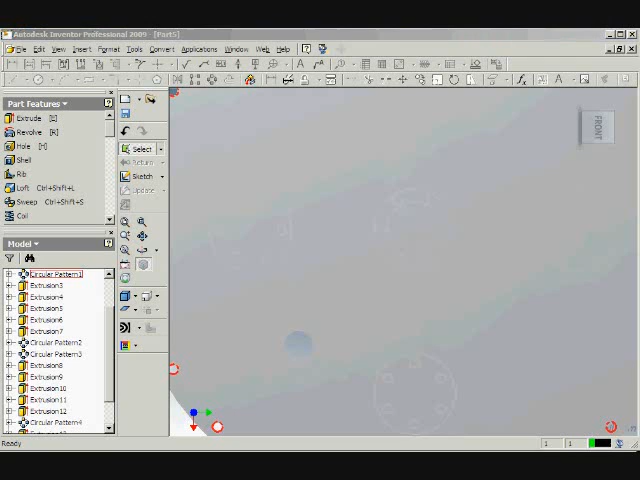 Autodesk Inventor Professional 2009 - [Part5]
File Edit View Insert Format Tools Convert Applications Window Web Help
Part Features
Extrude [E]
Revolve [R]
Hole [H]
Shell
Rib
Loft Ctrl+Shift+L
Sweep Ctrl+Shift+S
Coil
Select
Return
Sketch
Update
Model
Circular Pattern1
Extrusion3
Extrusion4
Extrusion5
Extrusion6
Extrusion7
Circular Pattern2
Circular Pattern3
Extrusion8
Extrusion9
Extrusion10
Extrusion11
Extrusion12
Circular Pattern4
FRONT
Ready
1 1